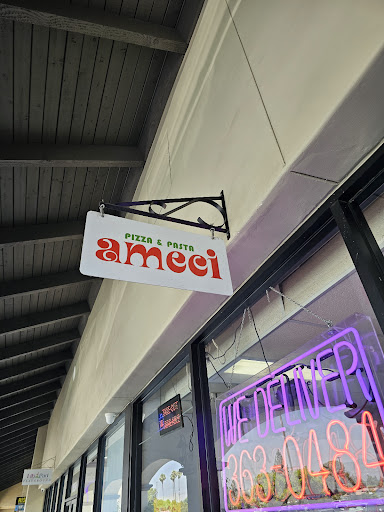 PIZZA & PASTA
ameci
WE DELIVER
363-0484